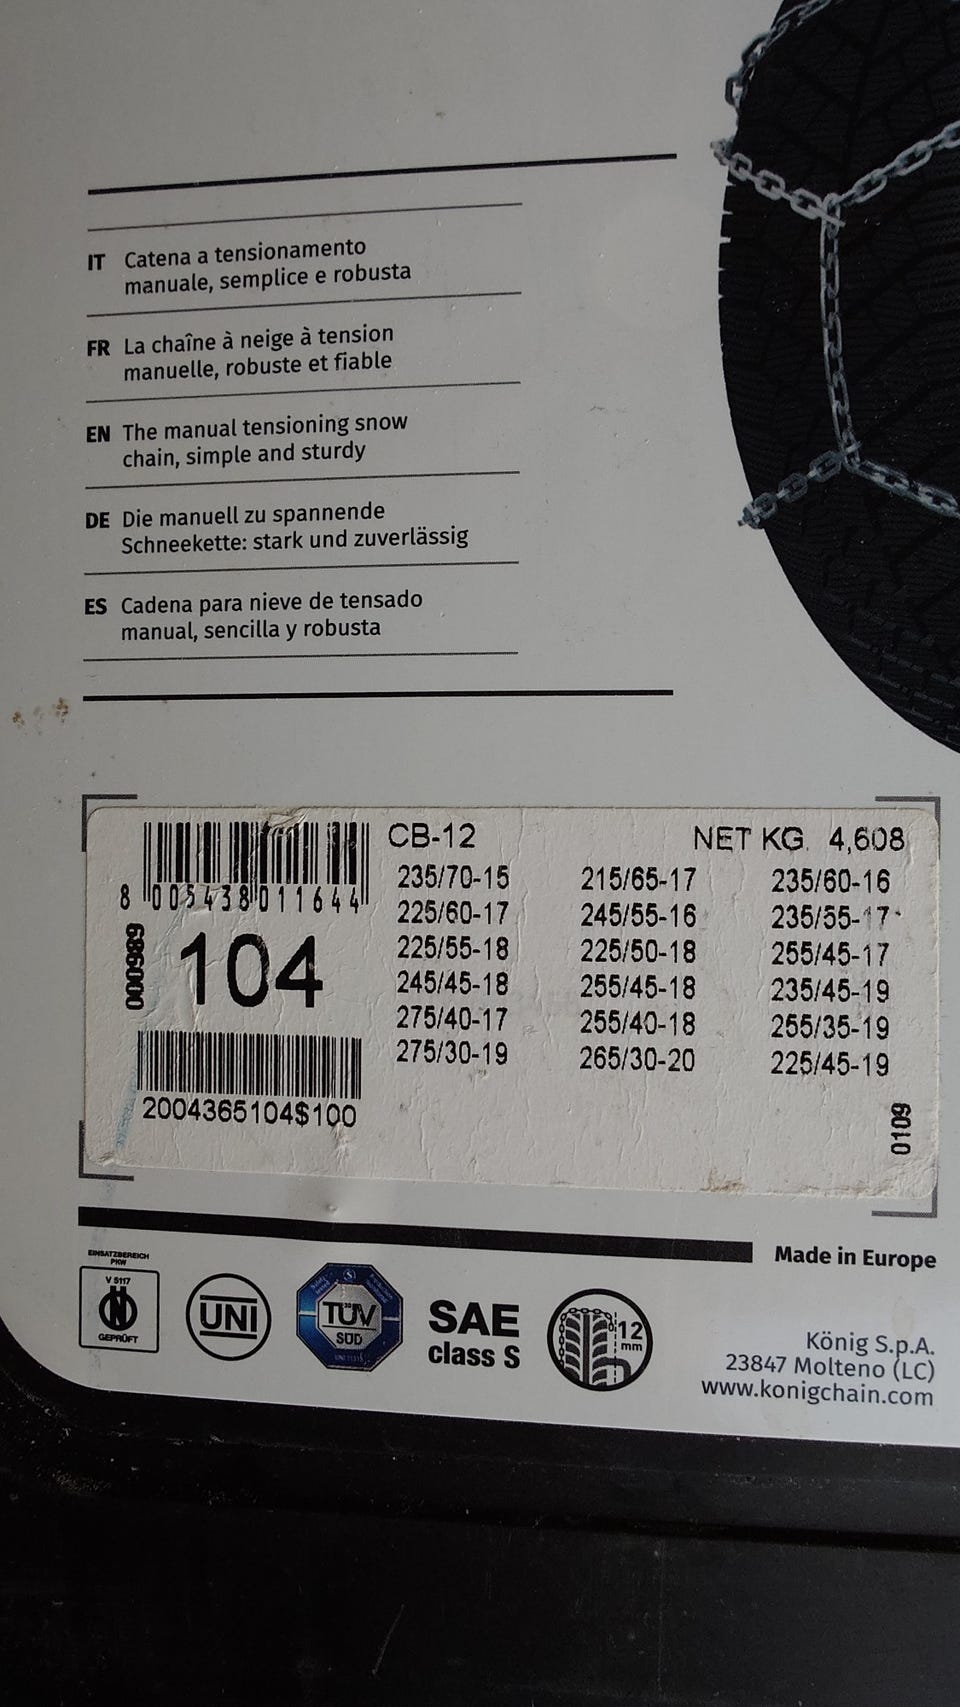 IT Catena a tensionamento
manuale, semplice e robusta
FR La chaîne à neige à tension
manuelle, robuste et fiable
EN The manual tensioning snow
chain, simple and sturdy
DE Die manuell zu spannende
Schneekette: stark und zuverlässig
ES Cadena para nieve de tensado
manual, sencilla y robusta
8 005438 011644
000989
104
2004365104$100
CB-12 NET KG. 4,608
235/70-15 215/65-17 235/60-16
225/60-17 245/55-16 235/55-17
225/55-18 225/50-18 255/45-17
245/45-18 255/45-18 235/45-19
275/40-17 255/40-18 255/35-19
275/30-19 265/30-20 225/45-19
0109
Made in Europe
EINSATZBEREICH
PKW
V 5117
GEPRÜFT
UNI
TÜV
SÜD
SAE
class S
12
mm
König S.p.A.
23847 Molteno (LC)
www.konigchain.com